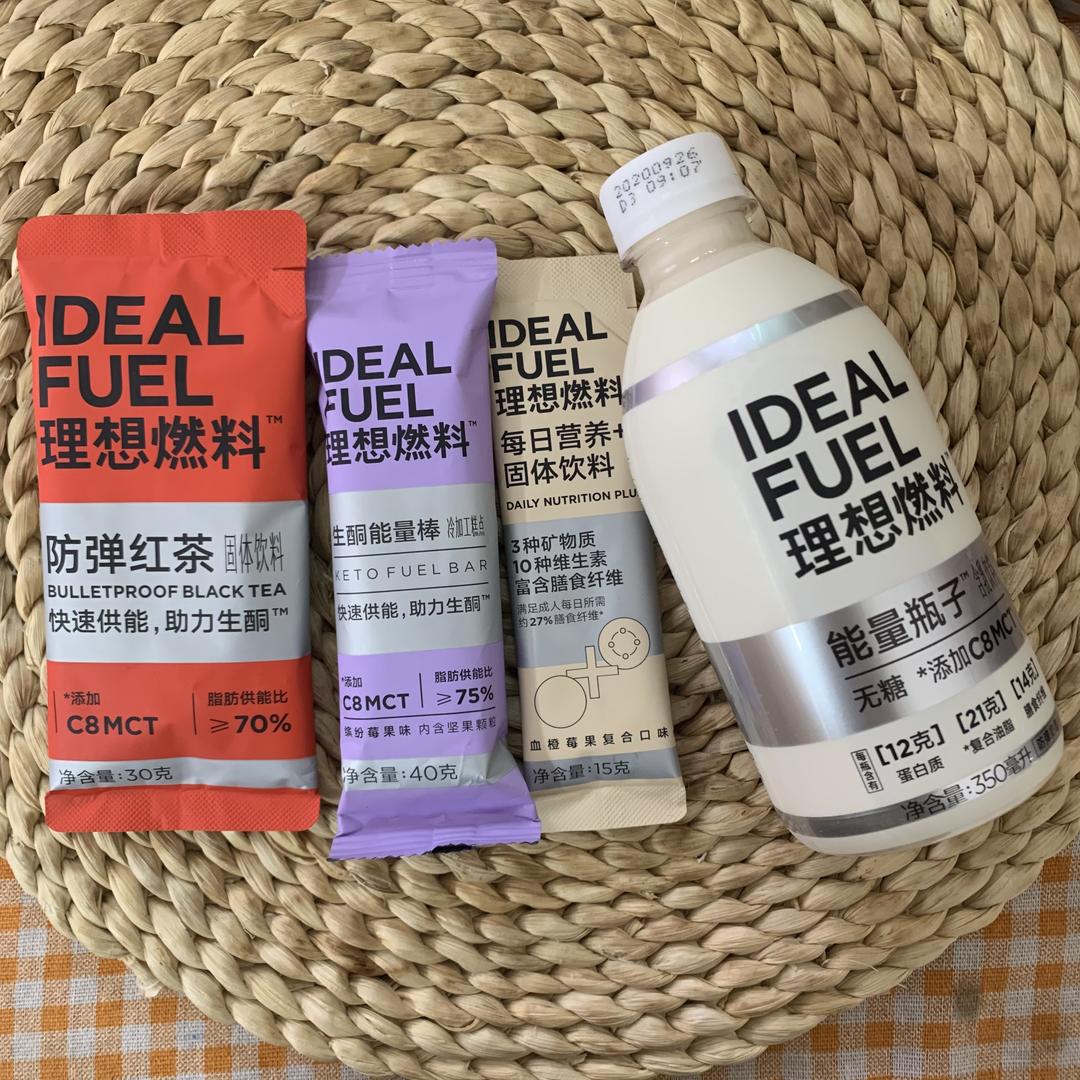 IDEAL
FUEL
理想燃料™
防弹红茶 固体饮料
BULLETPROOF BLACK TEA
快速供能，助力生酮™
*添加
C8 MCT
脂肪供能比
≥70%
净含量:30克
IDEAL
FUEL
理想燃料™
生酮能量棒 冷加工糕点
KETO FUEL BAR
快速供能，助力生酮™
*添加
C8 MCT
脂肪供能比
≥75%
缤纷莓果味 内含坚果颗粒
净含量:40克
IDEAL
FUEL
理想燃料
每日营养+
固体饮料
DAILY NUTRITION PLU
3种矿物质
10种维生素
富含膳食纤维
满足成人每日所需
约27%膳食纤维*
血橙莓果复合口味
净含量:15克
20200926
D3 09:07
IDEAL
FUEL
理想燃料
能量瓶子™
无糖 *添加C8MCT
每瓶含有
[12克]
蛋白质
[21克]
*复合油脂
[14克]
膳食纤维
净含量:350毫升